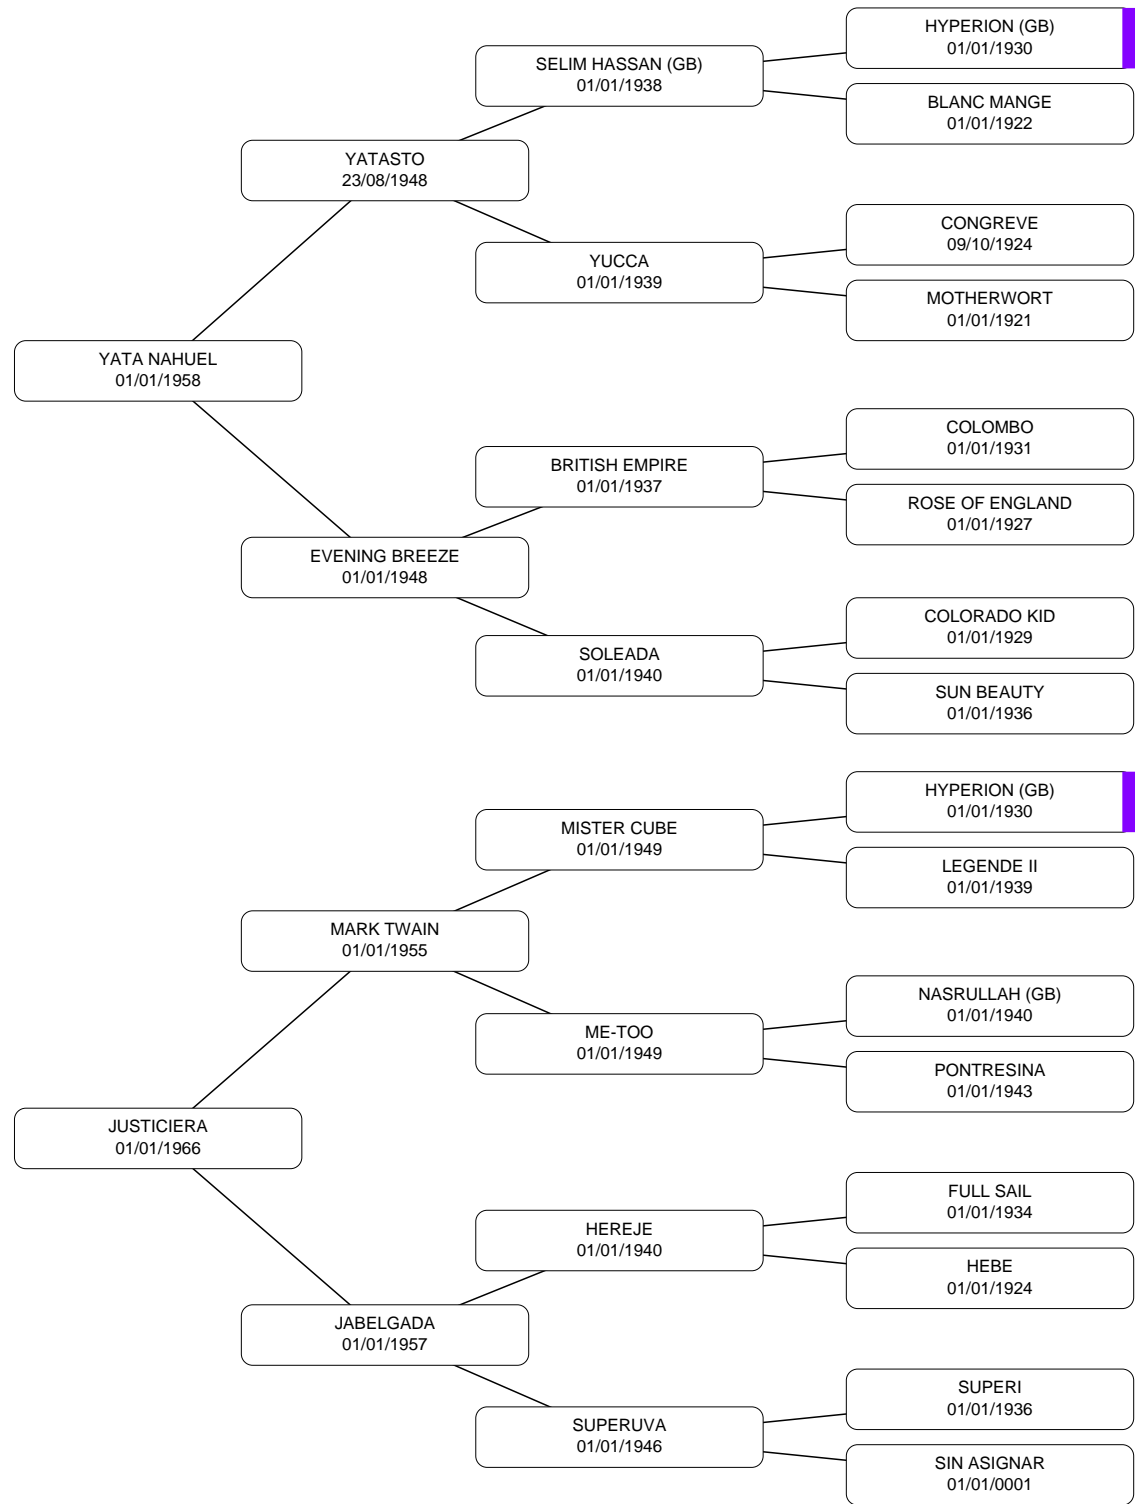 HYPERION (GB)
01/01/1930
SELIM HASSAN (GB)
01/01/1938
BLANC MANGE
01/01/1922
YATASTO
23/08/1948
CONGREVE
09/10/1924
YUCCA
01/01/1939
MOTHERWORT
01/01/1921
YATA NAHUEL
01/01/1958
COLOMBO
01/01/1931
BRITISH EMPIRE
01/01/1937
ROSE OF ENGLAND
01/01/1927
EVENING BREEZE
01/01/1948
COLORADO KID
01/01/1929
SOLEADA
01/01/1940
SUN BEAUTY
01/01/1936
HYPERION (GB)
01/01/1930
MISTER CUBE
01/01/1949
LEGENDE II
01/01/1939
MARK TWAIN
01/01/1955
NASRULLAH (GB)
01/01/1940
ME-TOO
01/01/1949
PONTRESINA
01/01/1943
JUSTICIERA
01/01/1966
FULL SAIL
01/01/1934
HEREJE
01/01/1940
HEBE
01/01/1924
JABELGADA
01/01/1957
SUPERI
01/01/1936
SUPERUVA
01/01/1946
SIN ASIGNAR
01/01/0001